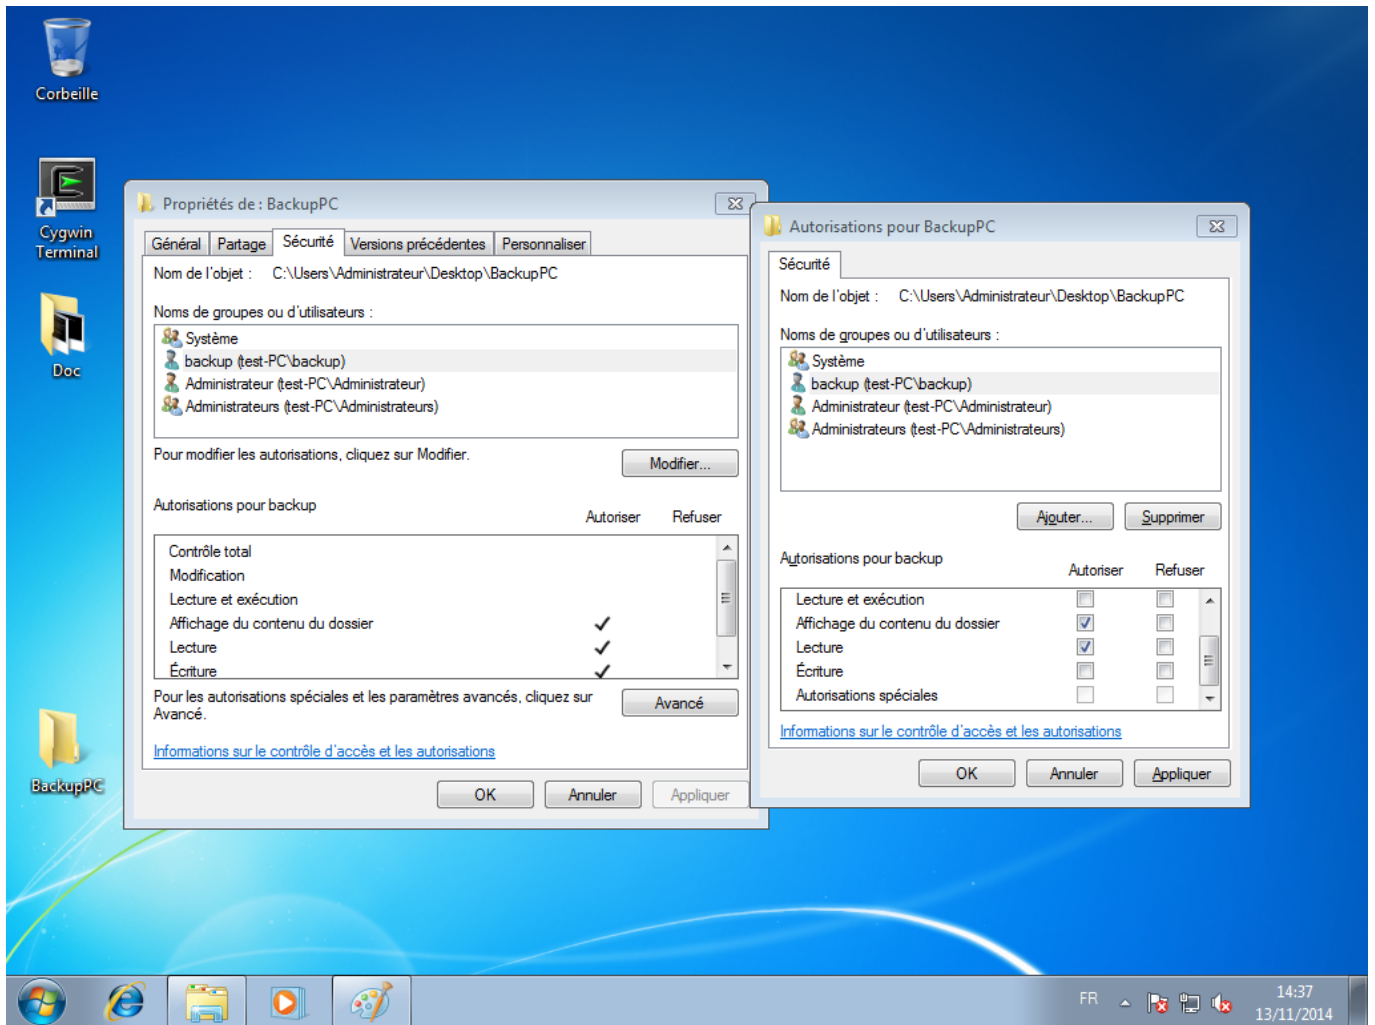 Corbeille
Cygwin
Terminal
Doc
BackupPC
Propriétés de : BackupPC
Général
Partage
Sécurité
Versions précédentes
Personnaliser
Nom de l'objet : C:\Users\Administrateur\Desktop\BackupPC
Noms de groupes ou d'utilisateurs :
Système
backup (test-PC\backup)
Administrateur (test-PC\Administrateur)
Administrateurs (test-PC\Administrateurs)
Pour modifier les autorisations, cliquez sur Modifier.
Modifier...
Autorisations pour backup
Autoriser Refuser
Contrôle total
Modification
Lecture et exécution
Affichage du contenu du dossier
Lecture
Écriture
Pour les autorisations spéciales et les paramètres avancés, cliquez sur
Avancé.
Avancé
Informations sur le contrôle d'accès et les autorisations
OK
Annuler
Appliquer
Autorisations pour BackupPC
Sécurité
Nom de l'objet : C:\Users\Administrateur\Desktop\BackupPC
Noms de groupes ou d'utilisateurs :
Système
backup (test-PC\backup)
Administrateur (test-PC\Administrateur)
Administrateurs (test-PC\Administrateurs)
Ajouter...
Supprimer
Autorisations pour backup
Autoriser Refuser
Lecture et exécution
Affichage du contenu du dossier
Lecture
Écriture
Autorisations spéciales
Informations sur le contrôle d'accès et les autorisations
OK
Annuler
Appliquer
FR
14:37
13/11/2014